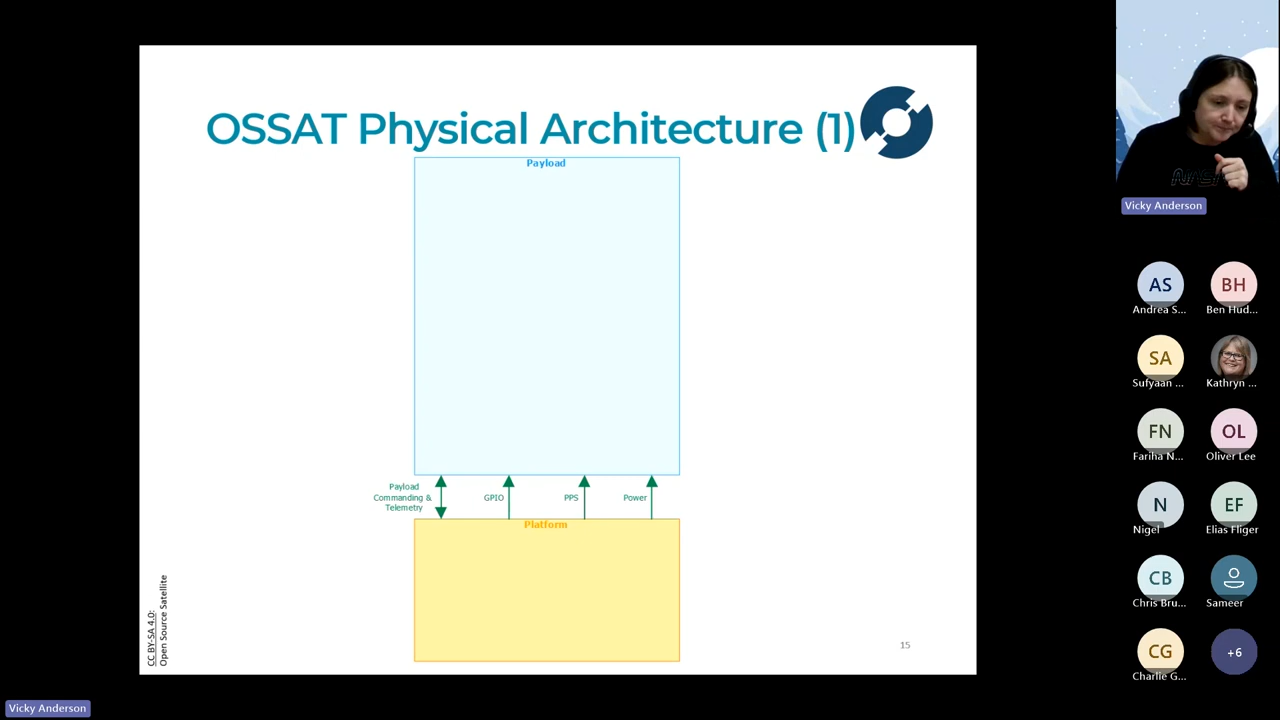 OSSAT Physical Architecture (1)
Payload
Payload
Commanding &
Telemetry
GPIO
PPS
Power
Platform
CC BY-SA 4.0:
Open Source Satellite
15
Vicky Anderson
AS
Andrea S...
BH
Ben Hud...
SA
Sufyaan ...
Kathryn ...
FN
Fariha N...
OL
Oliver Lee
N
Nigel
EF
Elias Fliger
CB
Chris Bru...
Sameer
CG
Charlie G...
+6
Vicky Anderson